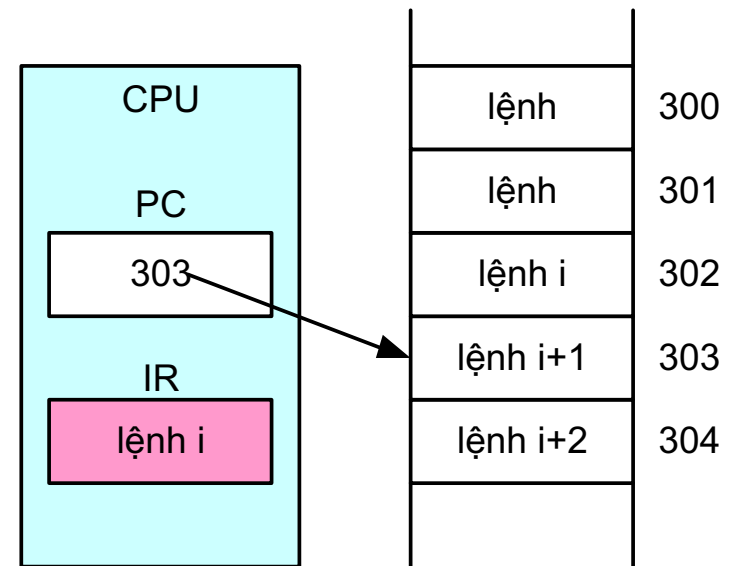 CPU
PC
303
IR
lệnh i
lệnh 300
lệnh 301
lệnh i 302
lệnh i+1 303
lệnh i+2 304